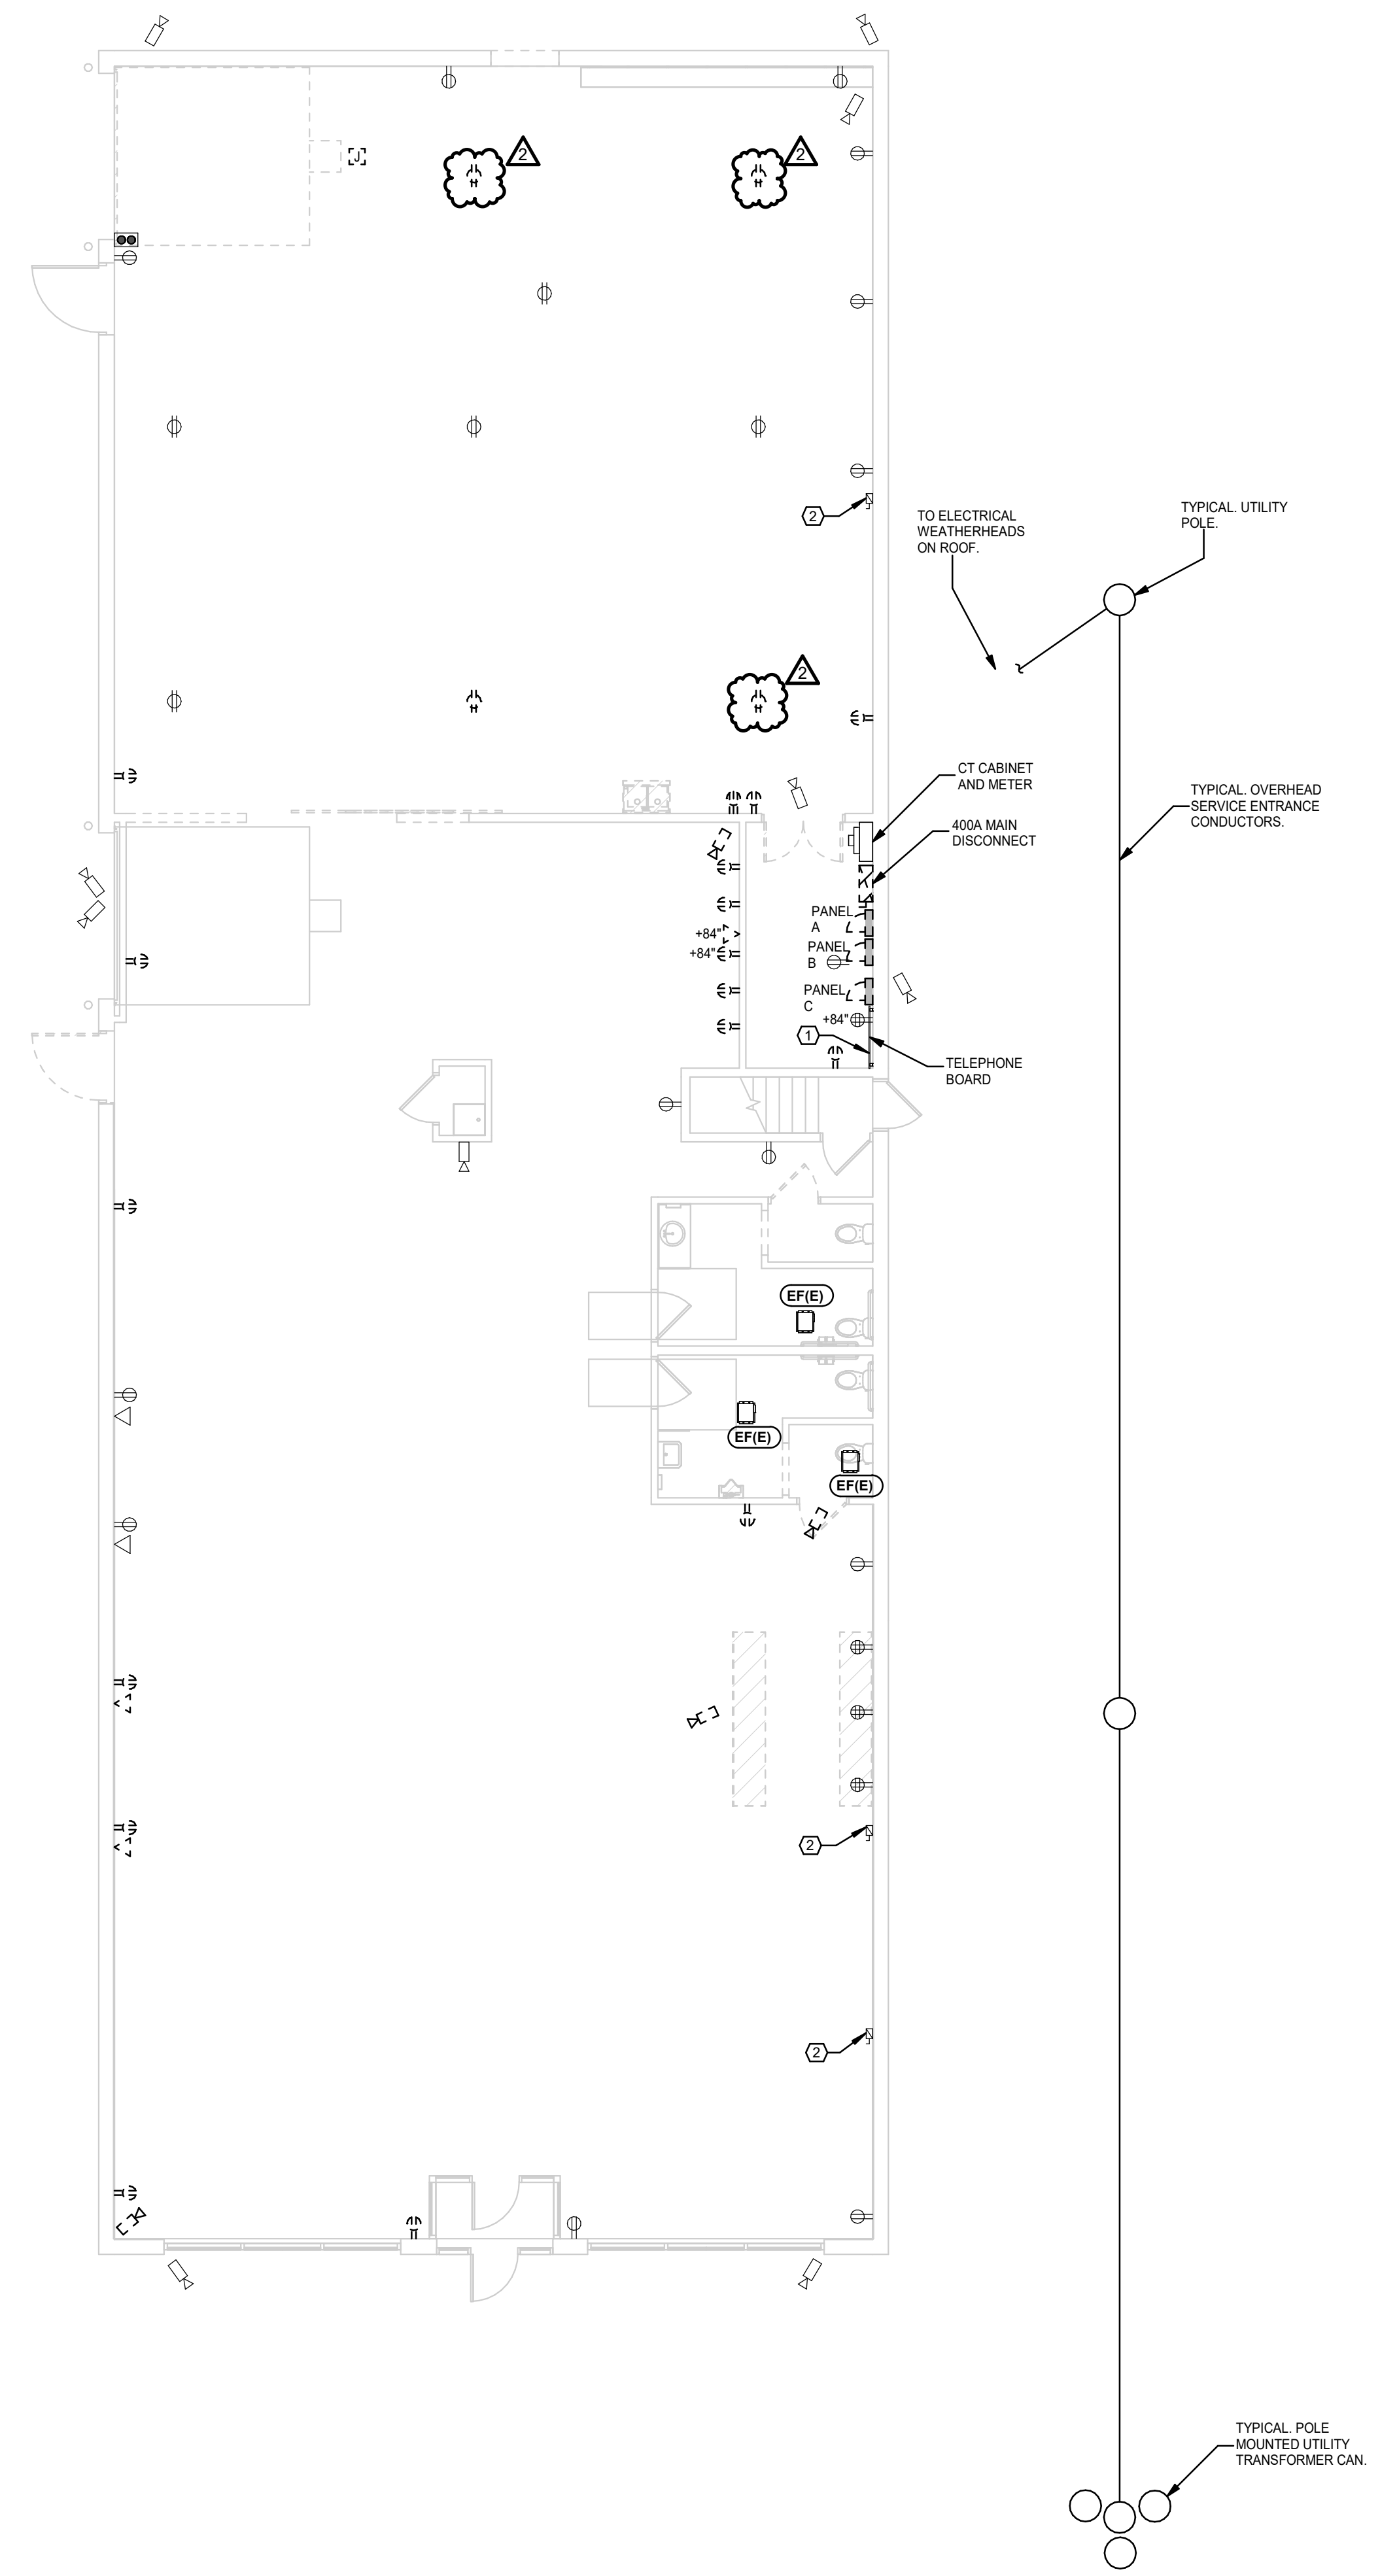 2
2
J
2
TO ELECTRICAL
WEATHERHEADS
ON ROOF.
TYPICAL. UTILITY
POLE.
2
CT CABINET
AND METER
TYPICAL. OVERHEAD
SERVICE ENTRANCE
CONDUCTORS.
400A MAIN
DISCONNECT
PANEL
A
+84"
PANEL
B
+84"
PANEL
C
+84"
1
TELEPHONE
BOARD
EF(E)
EF(E)
EF(E)
2
2
TYPICAL. POLE
MOUNTED UTILITY
TRANSFORMER CAN.